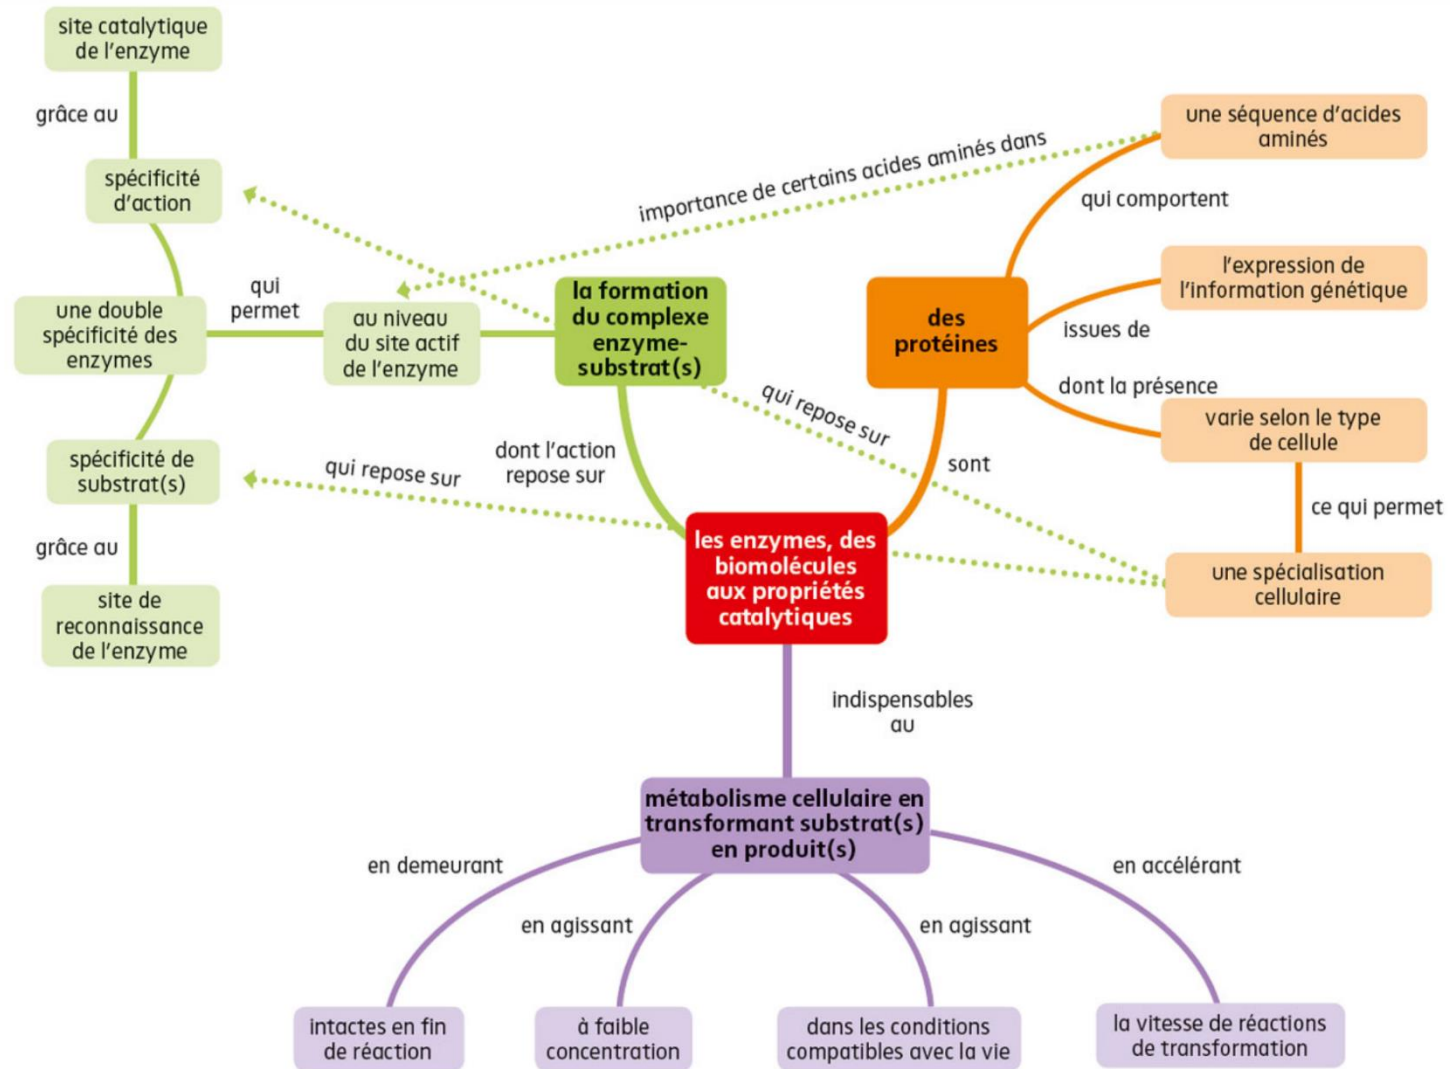 site catalytique
de l'enzyme
grâce au
spécificité
d'action
une double
spécificité des
enzymes
qui
permet
au niveau
du site actif
de l'enzyme
spécificité de
substrat(s)
grâce au
site de
reconnaissance
de l'enzyme
la formation
du complexe
enzyme-
substrat(s)
dont l'action
repose sur
qui repose sur
qui repose sur
importance de certains acides aminés dans
des
protéines
sont
une séquence d'acides
aminés
qui comportent
l'expression de
l'information génétique
issues de
dont la présence
varie selon le type
de cellule
ce qui permet
une spécialisation
cellulaire
les enzymes, des
biomolécules
aux propriétés
catalytiques
indispensables
au
métabolisme cellulaire en
transformant substrat(s)
en produit(s)
en demeurant
en agissant
en agissant
en accélérant
intactes en fin
de réaction
à faible
concentration
dans les conditions
compatibles avec la vie
la vitesse de réactions
de transformation